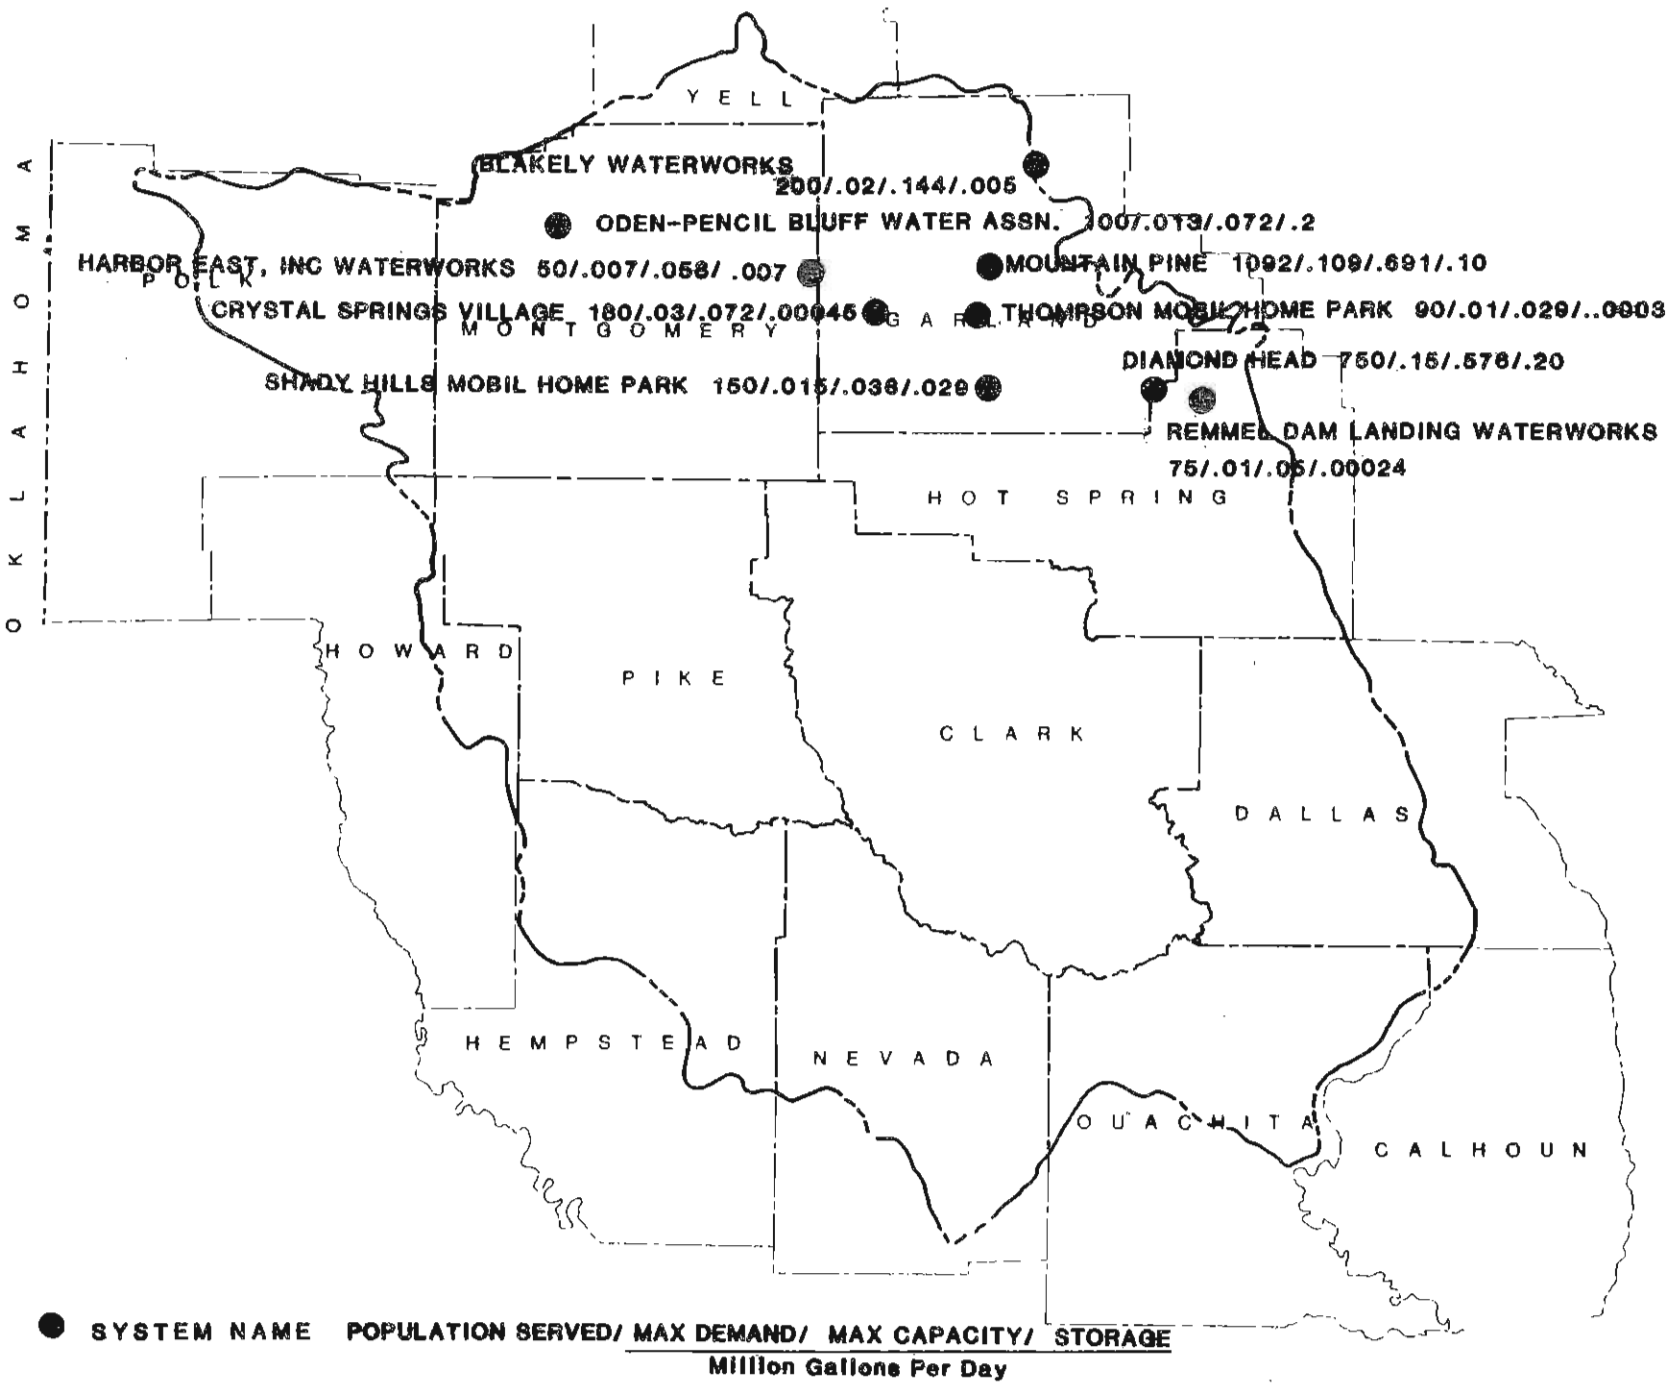 YELL
BLAKELY WATERWORKS
200/.02/.144/.005
ODEN-PENCIL BLUFF WATER ASSN. 100/.013/.072/.2
HARBOR EAST, INC WATERWORKS 50/.007/.058/ .007
MOUNTAIN PINE 1092/.109/.691/.10
POLK
CRYSTAL SPRINGS VILLAGE 180/.03/.072/.00045
THOMPSON MOBIL HOME PARK 90/.01/.029/..0003
MONTGOMERY
GARLAND
DIAMOND HEAD 750/.15/.576/.20
SHADY HILLS MOBIL HOME PARK 150/.015/.036/.029
REMMEL DAM LANDING WATERWORKS
75/.01/.05/.00024
OKLAHOMA
HOT SPRING
HOWARD
PIKE
CLARK
DALLAS
HEMPSTEAD
NEVADA
OUACHITA
CALHOUN
SYSTEM NAME POPULATION SERVED/ MAX DEMAND/ MAX CAPACITY/ STORAGE
Million Gallons Per Day